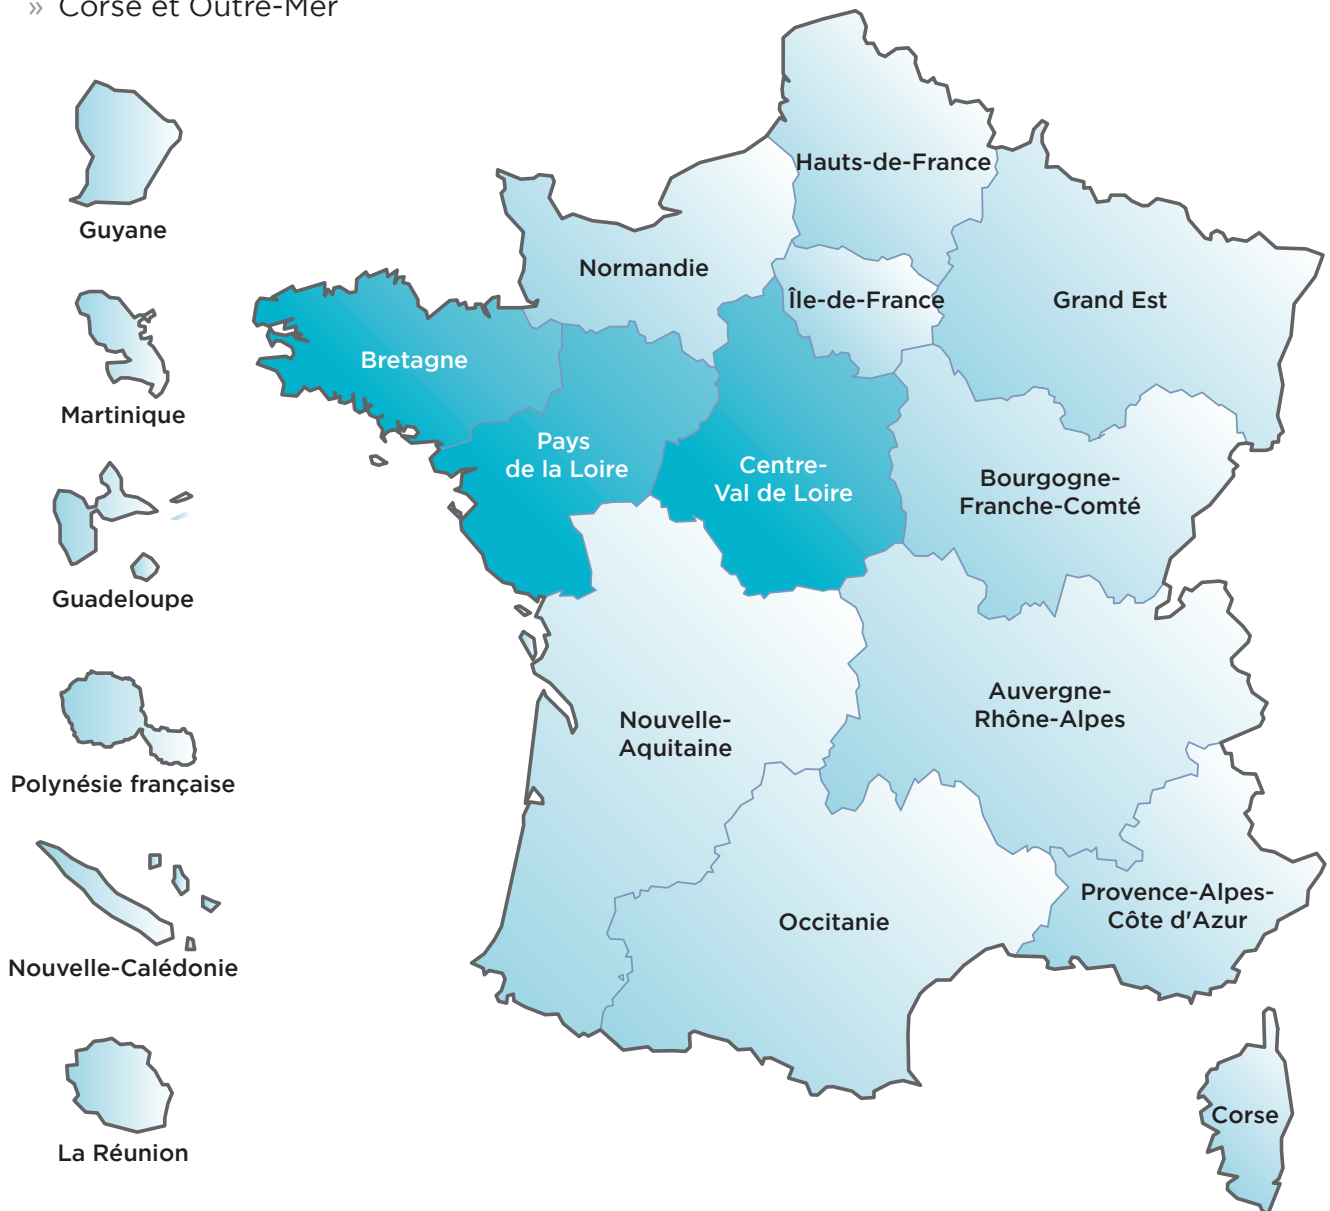 » Corse et Outre-Mer
Guyane
Martinique
Guadeloupe
Polynésie française
Nouvelle-Calédonie
La Réunion
Hauts-de-France
Normandie
Île-de-France
Grand Est
Bretagne
Pays
de la Loire
Centre-
Val de Loire
Bourgogne-
Franche-Comté
Nouvelle-
Aquitaine
Auvergne-
Rhône-Alpes
Occitanie
Provence-Alpes-
Côte d'Azur
Corse